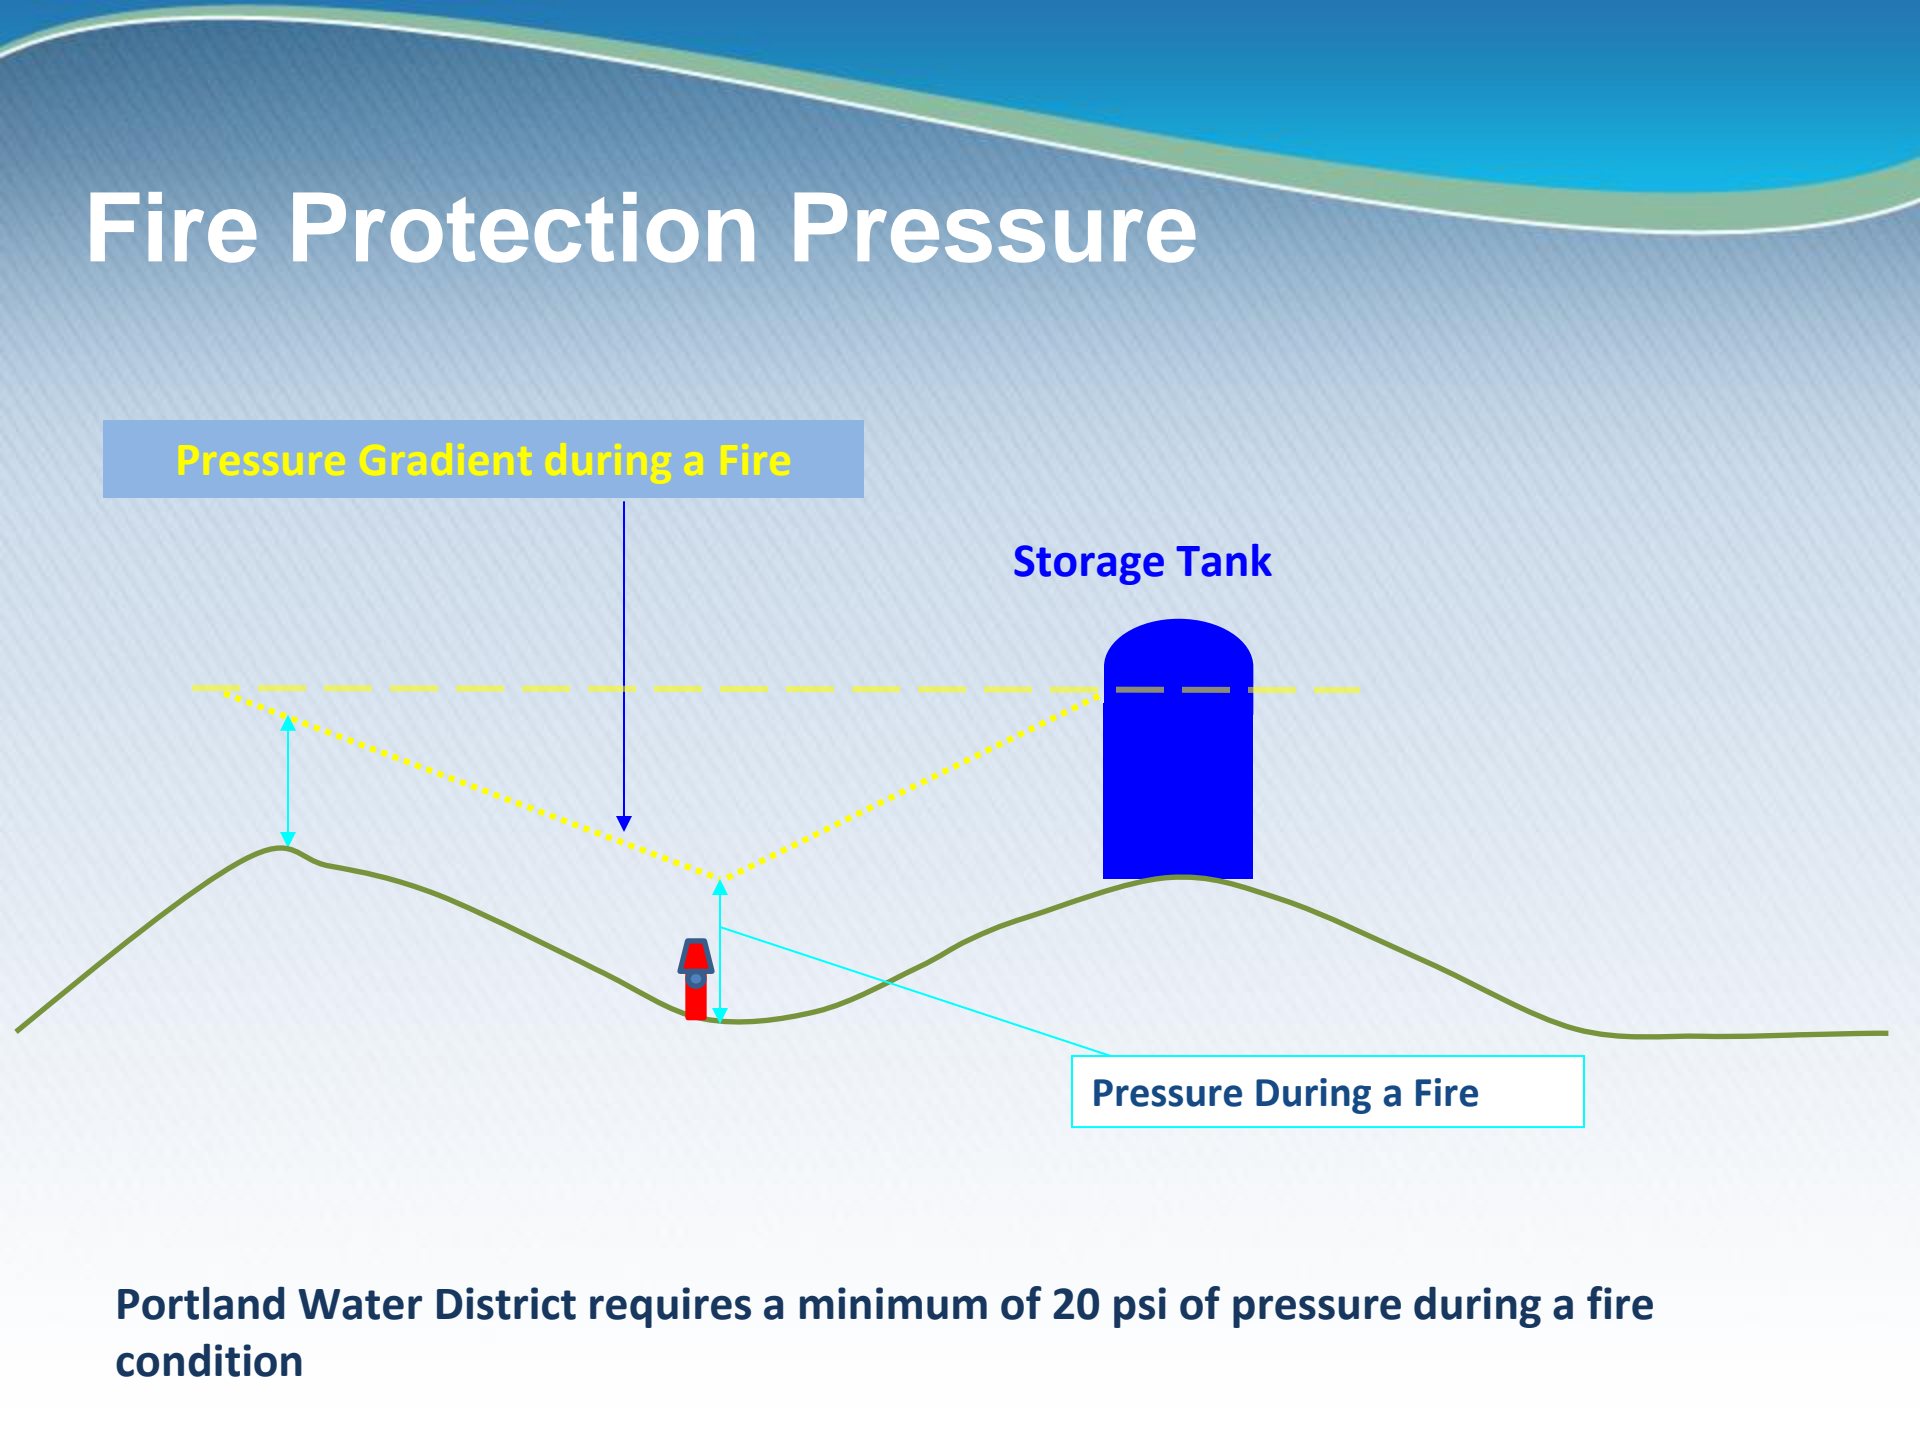 Fire Protection Pressure
Pressure Gradient during a Fire
Storage Tank
Pressure During a Fire
Portland Water District requires a minimum of 20 psi of pressure during a fire
condition